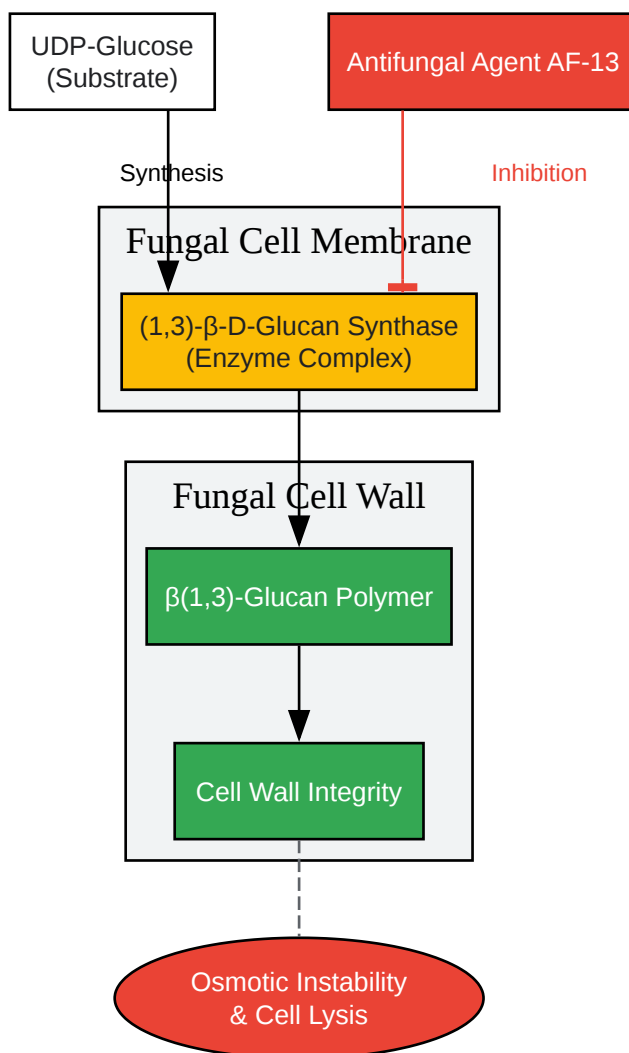 UDP-Glucose
(Substrate)
Antifungal Agent AF-13
Synthesis
Inhibition
Fungal Cell Membrane
(1,3)-β-D-Glucan Synthase
(Enzyme Complex)
Fungal Cell Wall
β(1,3)-Glucan Polymer
Cell Wall Integrity
Osmotic Instability
& Cell Lysis